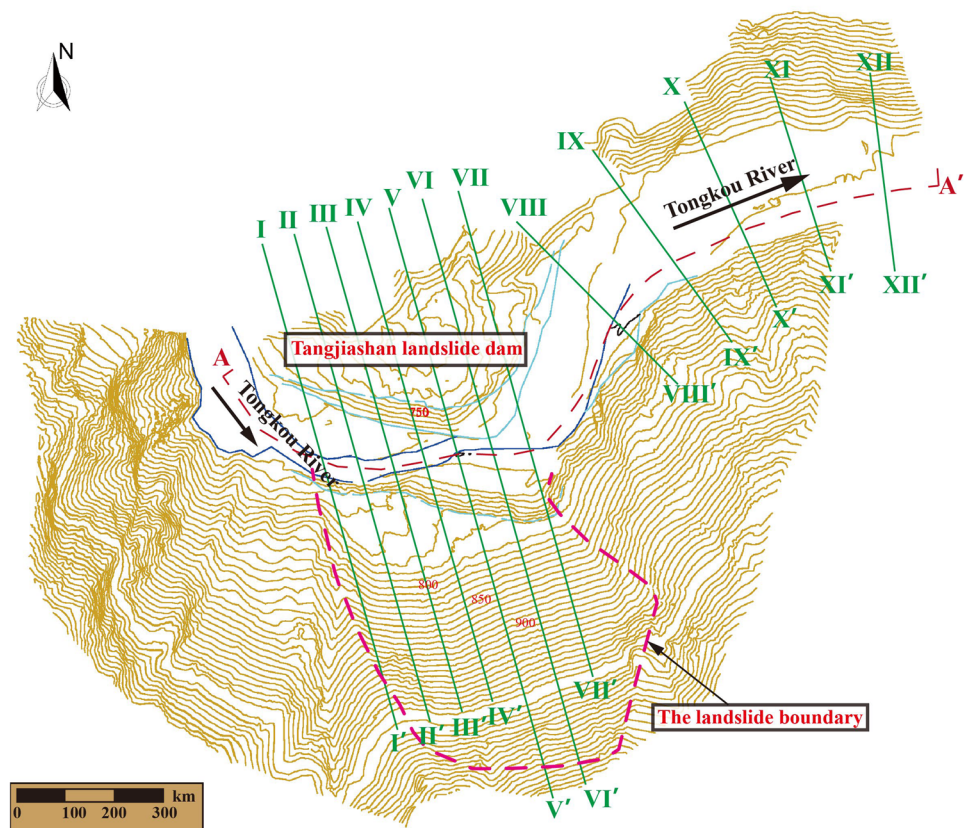 N
XI
XII
X
IX
Tongkou River
A′
VI
VII
V
IV
III
II
I
VIII
XI′
XII′
X′
IX′
VIII′
Tangjiashan landslide dam
A
Tongkou River
750
800
850
900
The landslide boundary
I′
II′
III′
IV′
VII′
V′
VI′
km
0 100 200 300